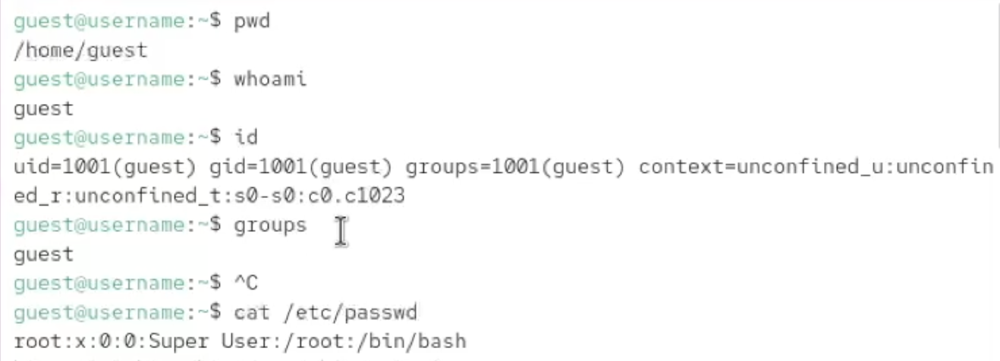 guest@username:~$ pwd
/home/guest
guest@username:~$ whoami
guest
guest@username:~$ id
uid=1001(guest) gid=1001(guest) groups=1001(guest) context=unconfined_u:unconfin
ed_r:unconfined_t:s0-s0:c0.c1023
guest@username:~$ groups
guest
guest@username:~$ ^C
guest@username:~$ cat /etc/passwd
root:x:0:0:Super User:/root:/bin/bash